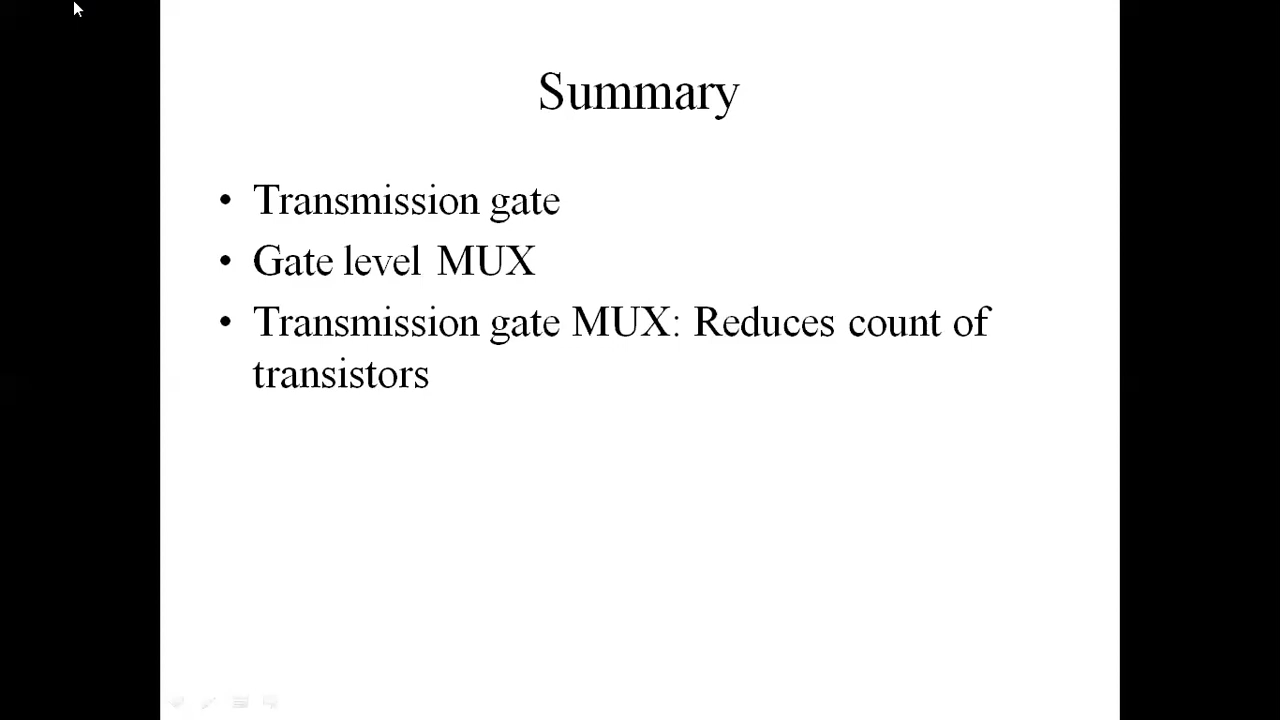 Summary
• Transmission gate
• Gate level MUX
• Transmission gate MUX: Reduces count of
transistors